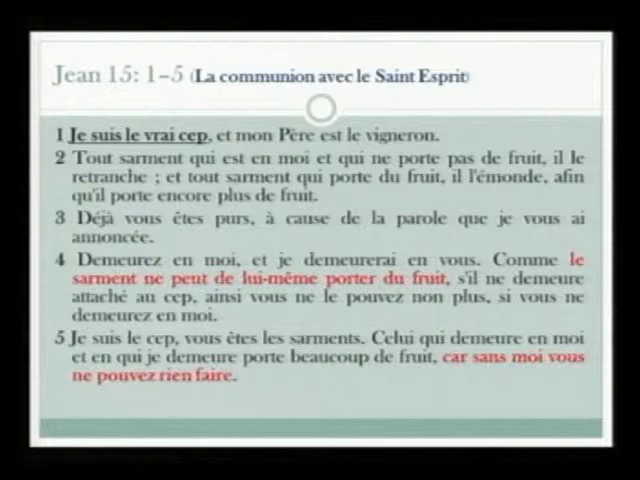 Jean 15: 1-5 (La communion avec le Saint Esprit)
1 Je suis le vrai cep, et mon Père est le vigneron.
2 Tout sarment qui est en moi et qui ne porte pas de fruit, il le
retranche ; et tout sarment qui porte du fruit, il l'émonde, afin
qu'il porte encore plus de fruit.
3 Déjà vous êtes purs, à cause de la parole que je vous ai
annoncée.
4 Demeurez en moi, et je demeurerai en vous. Comme le
sarment ne peut de lui-même porter du fruit, s'il ne demeure
attaché au cep, ainsi vous ne le pouvez non plus, si vous ne
demeurez en moi.
5 Je suis le cep, vous êtes les sarments. Celui qui demeure en moi
et en qui je demeure porte beaucoup de fruit, car sans moi vous
ne pouvez rien faire.